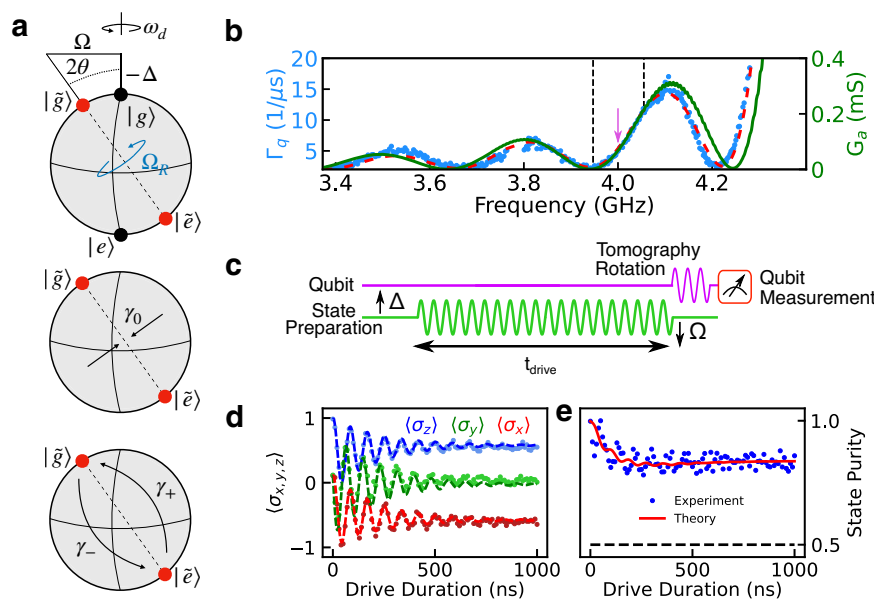 a
ω_d
Ω
2θ
−Δ
|g̃⟩
|g⟩
Ω_R
|e⟩
|ẽ⟩
|g̃⟩
γ_0
|ẽ⟩
|g̃⟩
γ_+
γ_−
|ẽ⟩
b
20
15
10
5
Γ_q (1/μs)
0.4
0.2
0
G_a (mS)
3.4 3.6 3.8 4.0 4.2
Frequency (GHz)
c
Tomography
Rotation
Qubit
Qubit
Measurement
State
Preparation
Δ
Ω
t_drive
d
⟨σ_z⟩ ⟨σ_y⟩ ⟨σ_x⟩
1
0
−1
⟨σ_x,y,z⟩
0 500 1000
Drive Duration (ns)
e
1.0
0.5
State Purity
Experiment
Theory
0 500 1000
Drive Duration (ns)